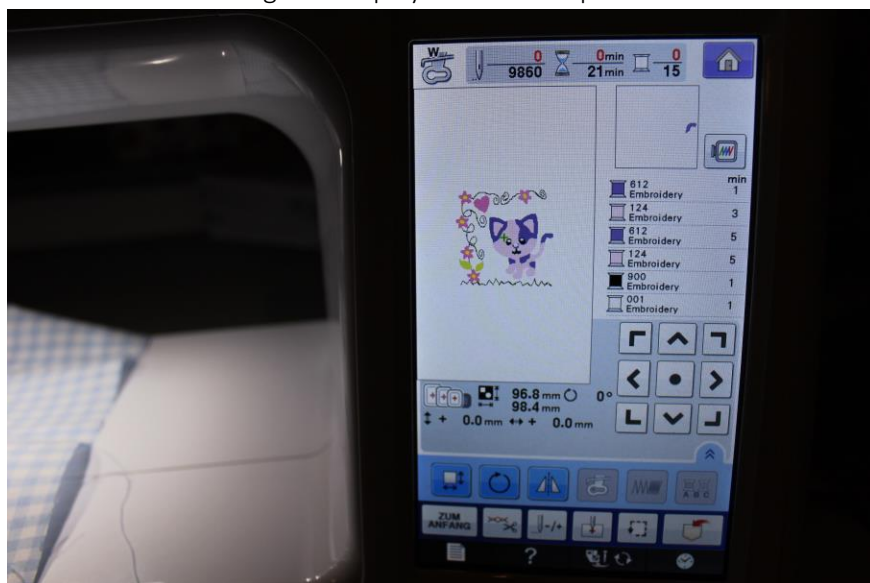 W
0
9860
0min
21min
0
15
min
612
Embroidery
1
124
Embroidery
3
612
Embroidery
5
124
Embroidery
5
900
Embroidery
1
001
Embroidery
1
96.8 mm
0°
98.4 mm
+ 0.0 mm
+ 0.0 mm
A B C
ZUM
ANFANG
-/+
?